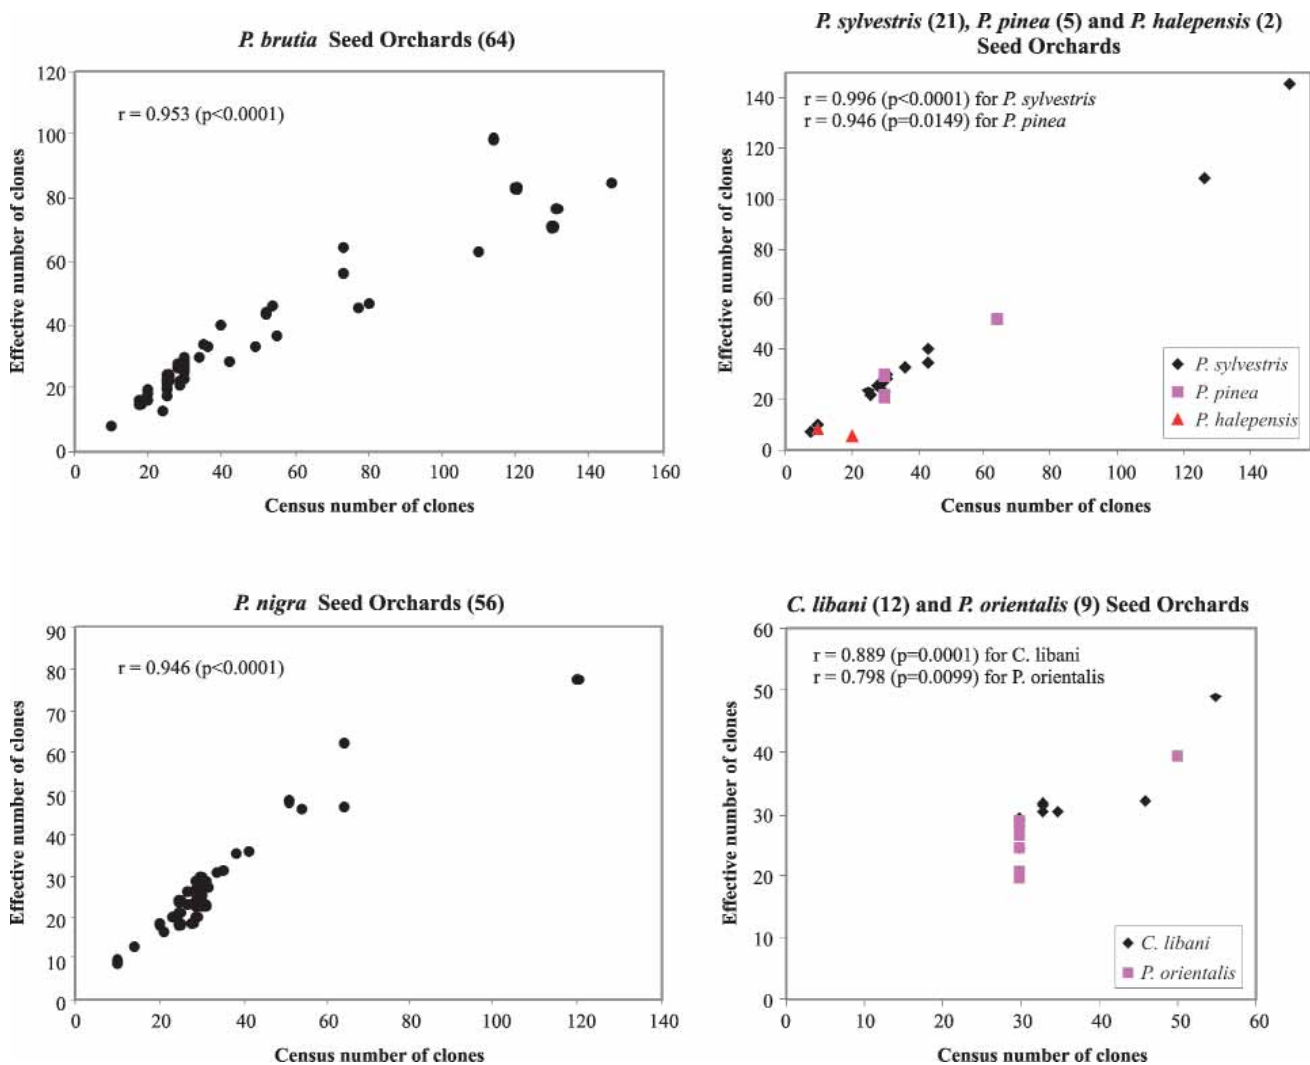 P. brutia Seed Orchards (64)
r = 0.953 (p<0.0001)
Effective number of clones
120
100
80
60
40
20
0
0 20 40 60 80 100 120 140 160
Census number of clones
P. sylvestris (21), P. pinea (5) and P. halepensis (2)
Seed Orchards
r = 0.996 (p<0.0001) for P. sylvestris
r = 0.946 (p=0.0149) for P. pinea
Effective number of clones
140
120
100
80
60
40
20
0
P. sylvestris
P. pinea
P. halepensis
0 20 40 60 80 100 120 140
Census number of clones
P. nigra Seed Orchards (56)
r = 0.946 (p<0.0001)
Effective number of clones
90
80
70
60
50
40
30
20
10
0
0 20 40 60 80 100 120 140
Census number of clones
C. libani (12) and P. orientalis (9) Seed Orchards
r = 0.889 (p=0.0001) for C. libani
r = 0.798 (p=0.0099) for P. orientalis
Effective number of clones
60
50
40
30
20
10
0
C. libani
P. orientalis
0 10 20 30 40 50 60
Census number of clones